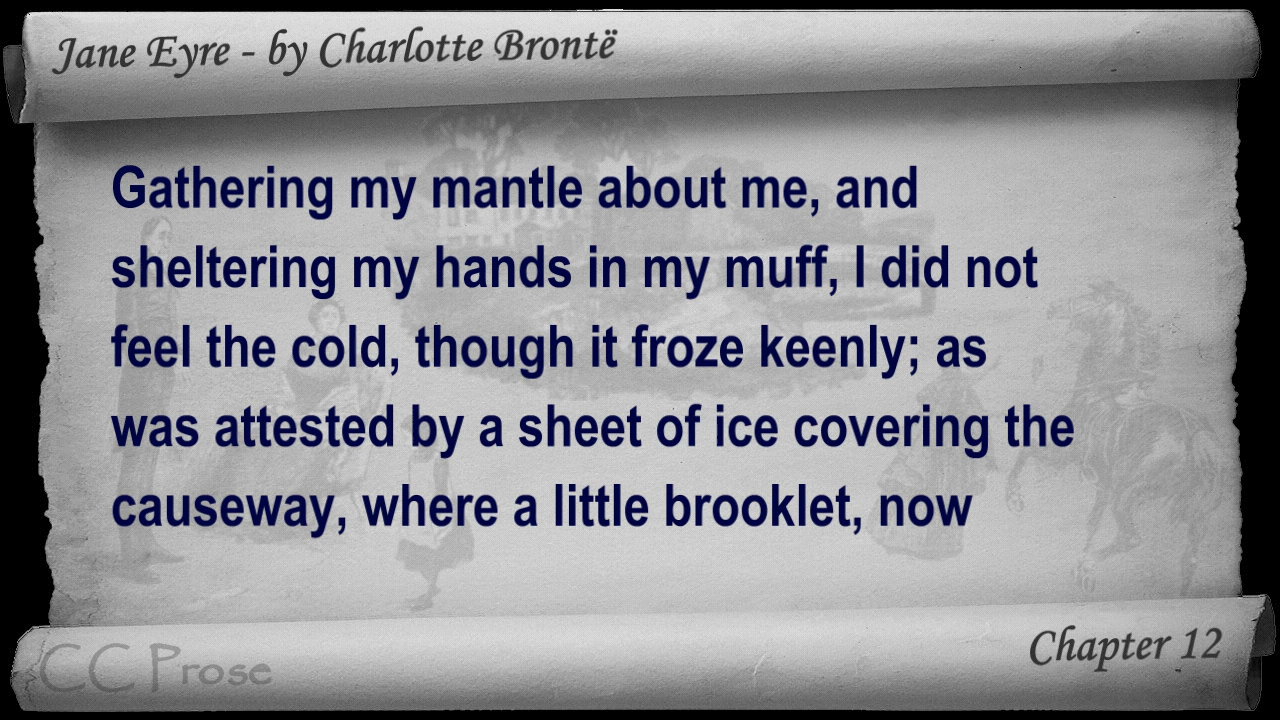 Jane Eyre - by Charlotte Brontë
Gathering my mantle about me, and
sheltering my hands in my muff, I did not
feel the cold, though it froze keenly; as
was attested by a sheet of ice covering the
causeway, where a little brooklet, now
CC Prose
Chapter 12